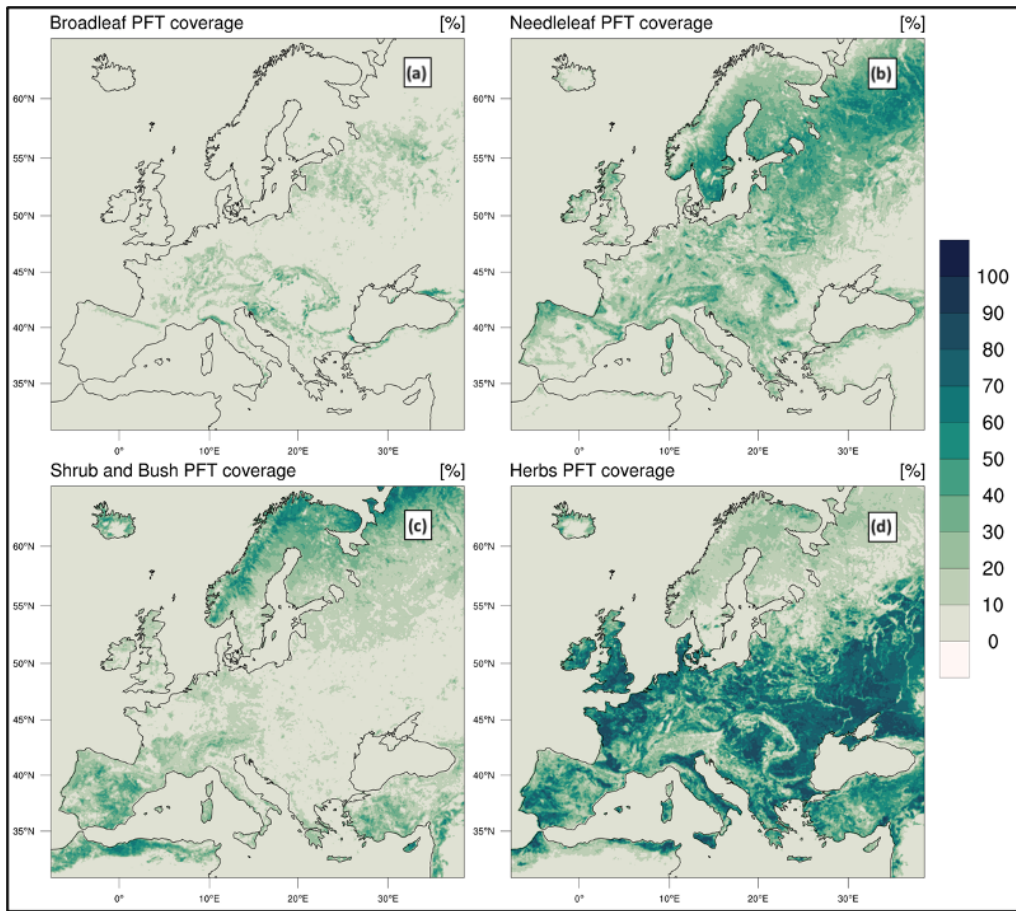 Broadleaf PFT coverage [%]
(a)
60°N
55°N
50°N
45°N
40°N
35°N
0° 10°E 20°E 30°E
Needleleaf PFT coverage [%]
(b)
60°N
55°N
50°N
45°N
40°N
35°N
0° 10°E 20°E 30°E
Shrub and Bush PFT coverage [%]
(c)
60°N
55°N
50°N
45°N
40°N
35°N
0° 10°E 20°E 30°E
Herbs PFT coverage [%]
(d)
60°N
55°N
50°N
45°N
40°N
35°N
0° 10°E 20°E 30°E
100
90
80
70
60
50
40
30
20
10
0